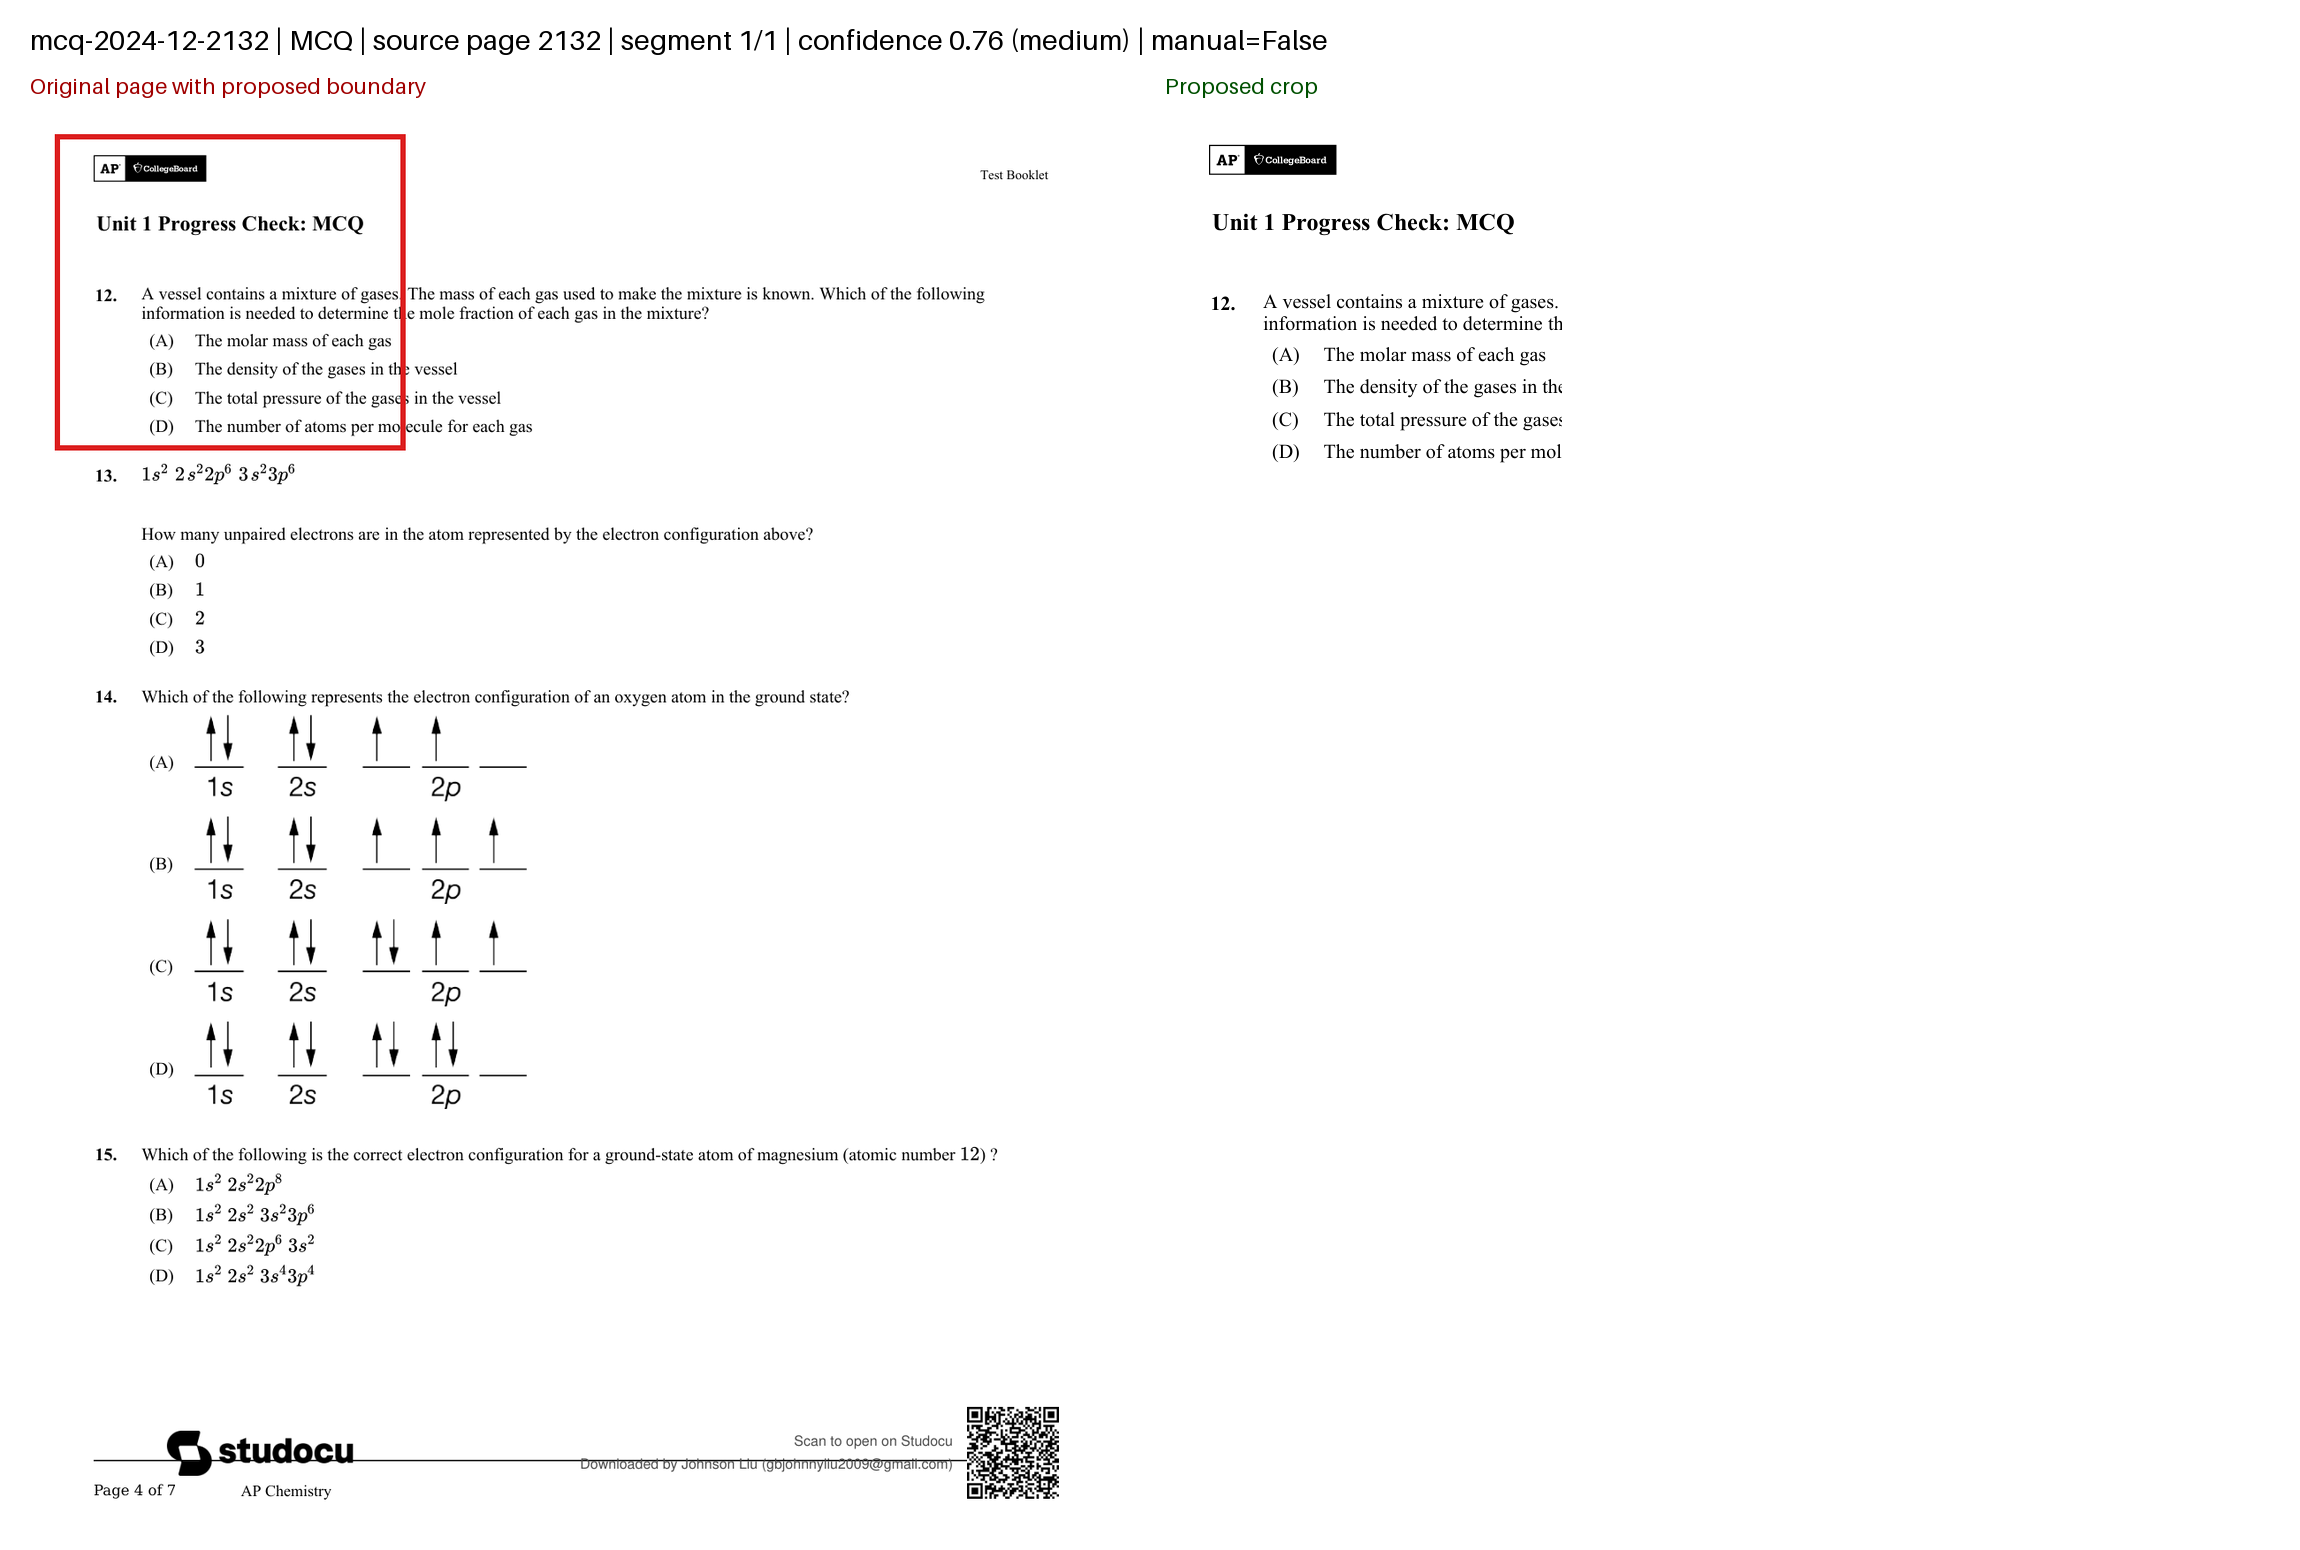 mcq-2024-12-2132 | MCQ | source page 2132 | segment 1/1 | confidence 0.76 (medium) | manual=False
Original page with proposed boundary
AP CollegeBoard
Test Booklet
Unit 1 Progress Check: MCQ
12. A vessel contains a mixture of gases. The mass of each gas used to make the mixture is known. Which of the following
information is needed to determine the mole fraction of each gas in the mixture?
(A) The molar mass of each gas
(B) The density of the gases in the vessel
(C) The total pressure of the gases in the vessel
(D) The number of atoms per molecule for each gas
13. 1s² 2s²2p⁶ 3s²3p⁶
How many unpaired electrons are in the atom represented by the electron configuration above?
(A) 0
(B) 1
(C) 2
(D) 3
14. Which of the following represents the electron configuration of an oxygen atom in the ground state?
(A)
1s 2s 2p
(B)
1s 2s 2p
(C)
1s 2s 2p
(D)
1s 2s 2p
15. Which of the following is the correct electron configuration for a ground-state atom of magnesium (atomic number 12) ?
(A) 1s² 2s²2p⁸
(B) 1s² 2s² 3s²3p⁶
(C) 1s² 2s²2p⁶ 3s²
(D) 1s² 2s² 3s⁴3p⁴
studocu
Scan to open on Studocu
Downloaded by Johnson Liu (gbjohnnyliu2009@gmail.com)
Page 4 of 7 AP Chemistry
Proposed crop
AP CollegeBoard
Unit 1 Progress Check: MCQ
12. A vessel contains a mixture of gases.
information is needed to determine th
(A) The molar mass of each gas
(B) The density of the gases in the
(C) The total pressure of the gases
(D) The number of atoms per mol